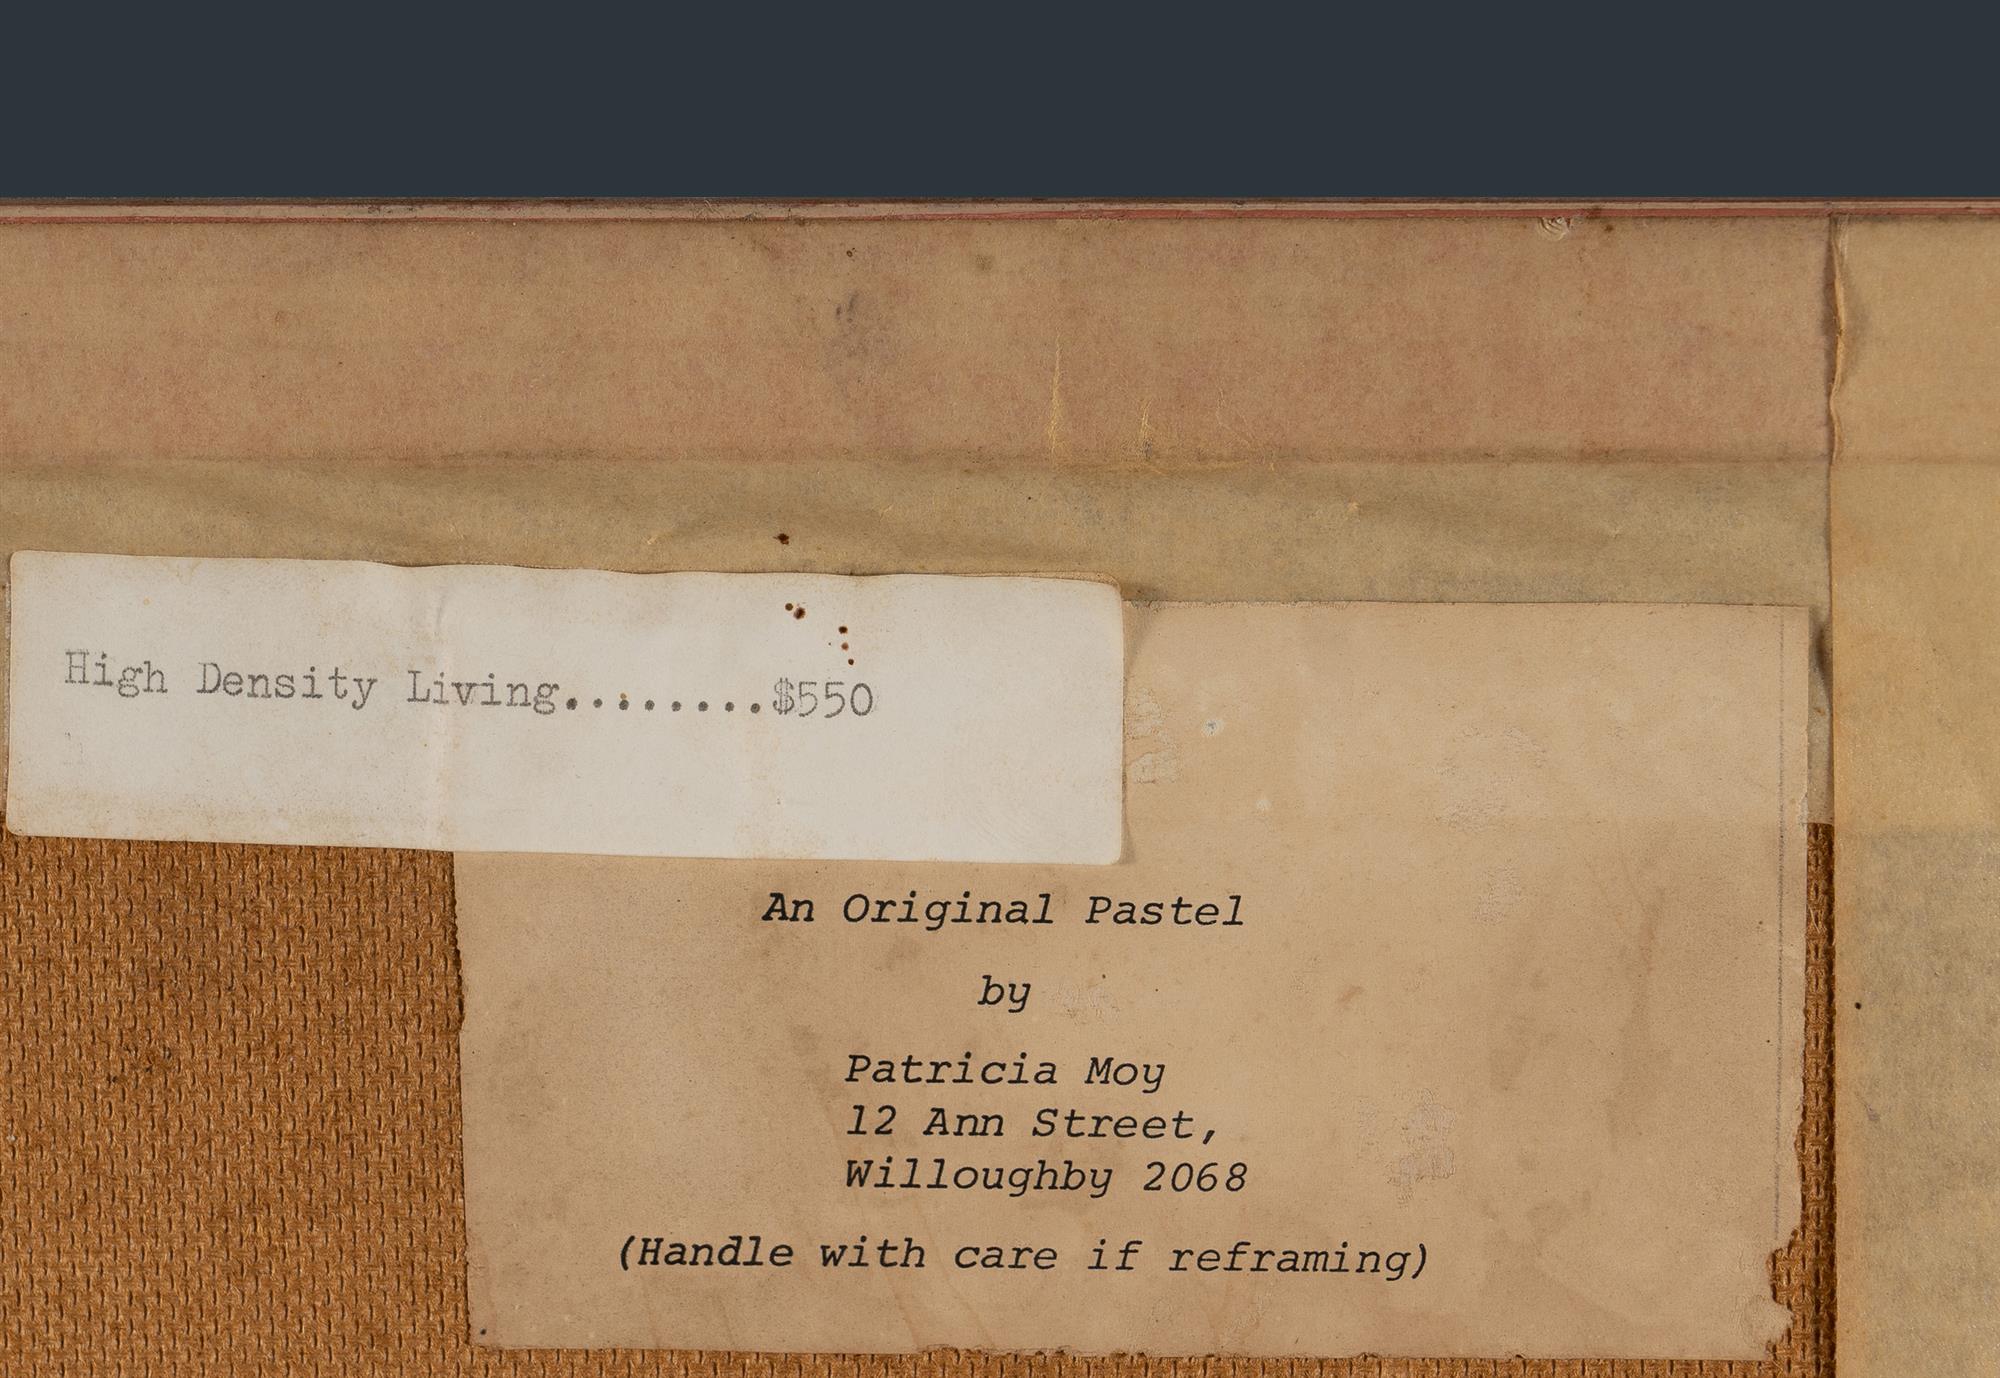 High Density Living........$550
An Original Pastel
by
Patricia Moy
12 Ann Street,
Willoughby 2068
(Handle with care if reframing)